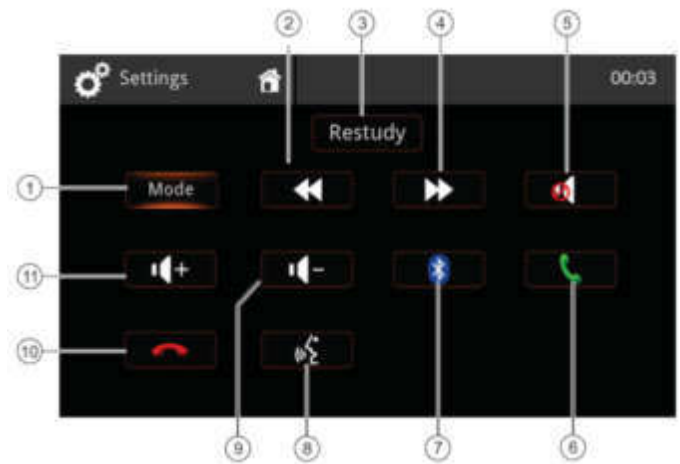 ② ③ ④ ⑤
Settings 00:03
Restudy
① Mode
⑪
⑩
⑨ ⑧ ⑦ ⑥